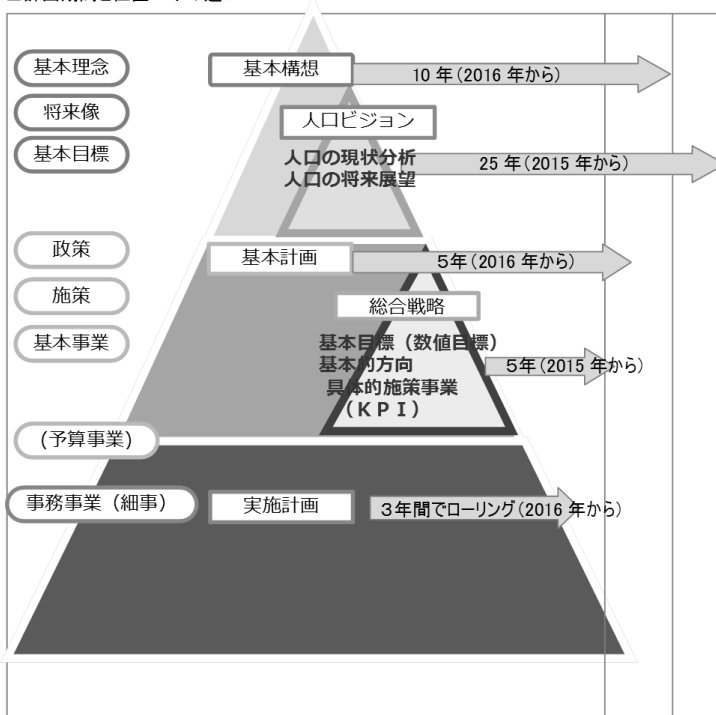 基本理念
基本構想
10 年(2016 年から)
将来像
人口ビジョン
基本目標
人口の現状分析
人口の将来展望
25 年(2015 年から)
政策
基本計画
5年(2016 年から)
施策
総合戦略
基本事業
基本目標（数値目標）
基本的方向
具体的施策事業
（ＫＰＩ）
5年(2015 年から)
(予算事業)
事務事業（細事）
実施計画
３年間でローリング(2016 年から)